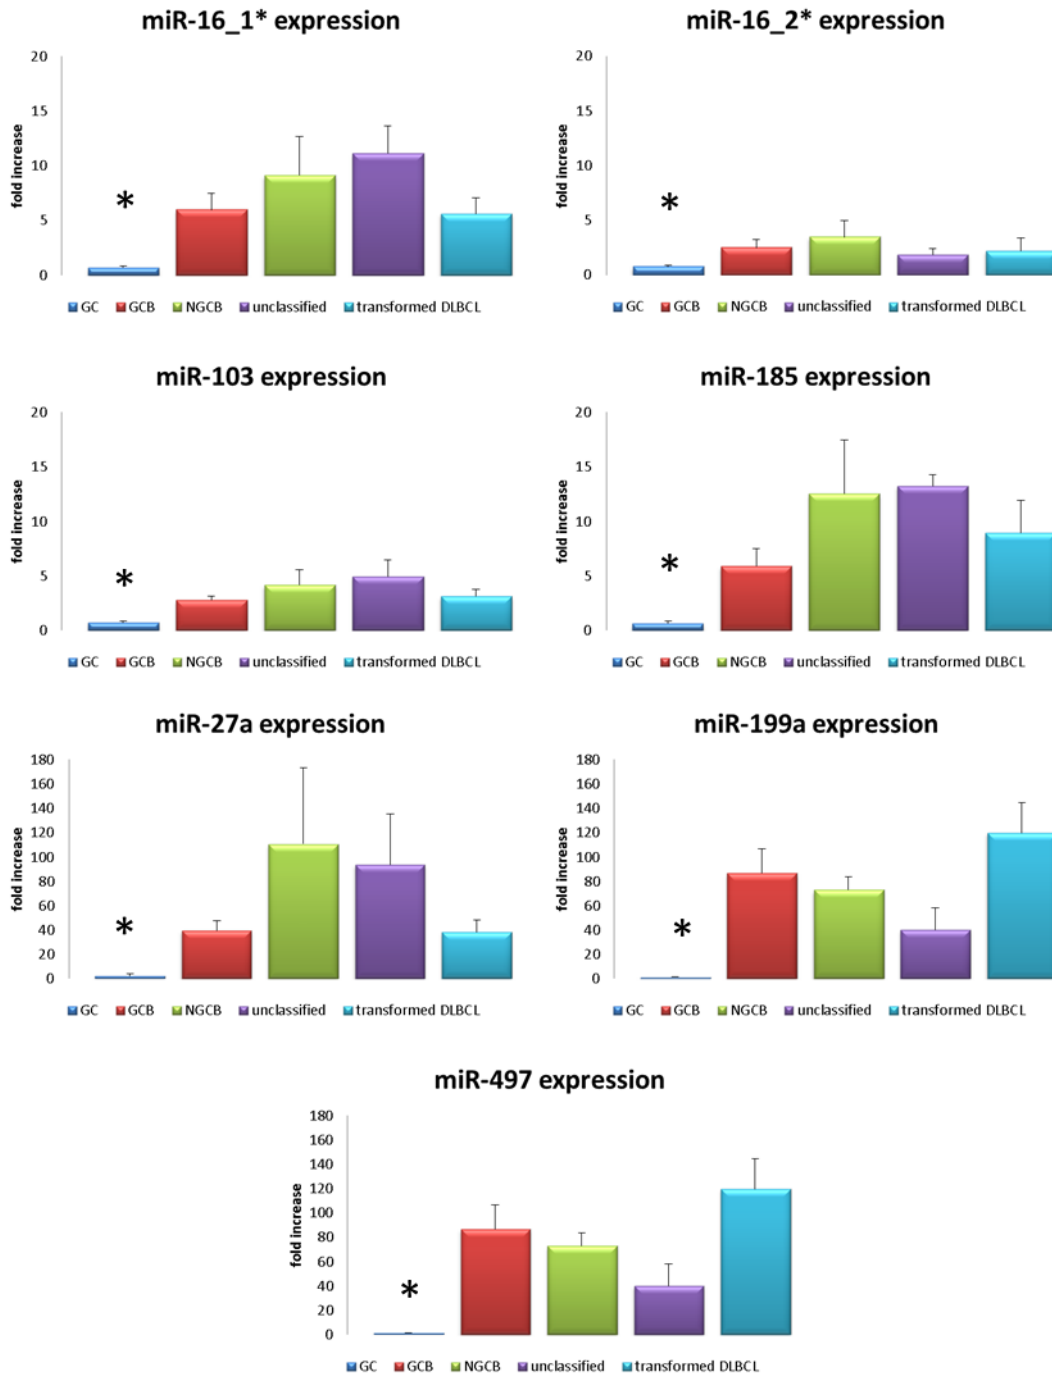 miR-16_1* expression
fold increase
20
15
10
5
0
*
GC GCB NGCB unclassified transformed DLBCL
miR-16_2* expression
fold increase
20
15
10
5
0
*
GC GCB NGCB unclassified transformed DLBCL
miR-103 expression
fold increase
20
15
10
5
0
*
GC GCB NGCB unclassified transformed DLBCL
miR-185 expression
fold increase
20
15
10
5
0
*
GC GCB NGCB unclassified transformed DLBCL
miR-27a expression
fold increase
180
160
140
120
100
80
60
40
20
0
*
GC GCB NGCB unclassified transformed DLBCL
miR-199a expression
fold increase
180
160
140
120
100
80
60
40
20
0
*
GC GCB NGCB unclassified transformed DLBCL
miR-497 expression
fold increase
180
160
140
120
100
80
60
40
20
0
*
GC GCB NGCB unclassified transformed DLBCL